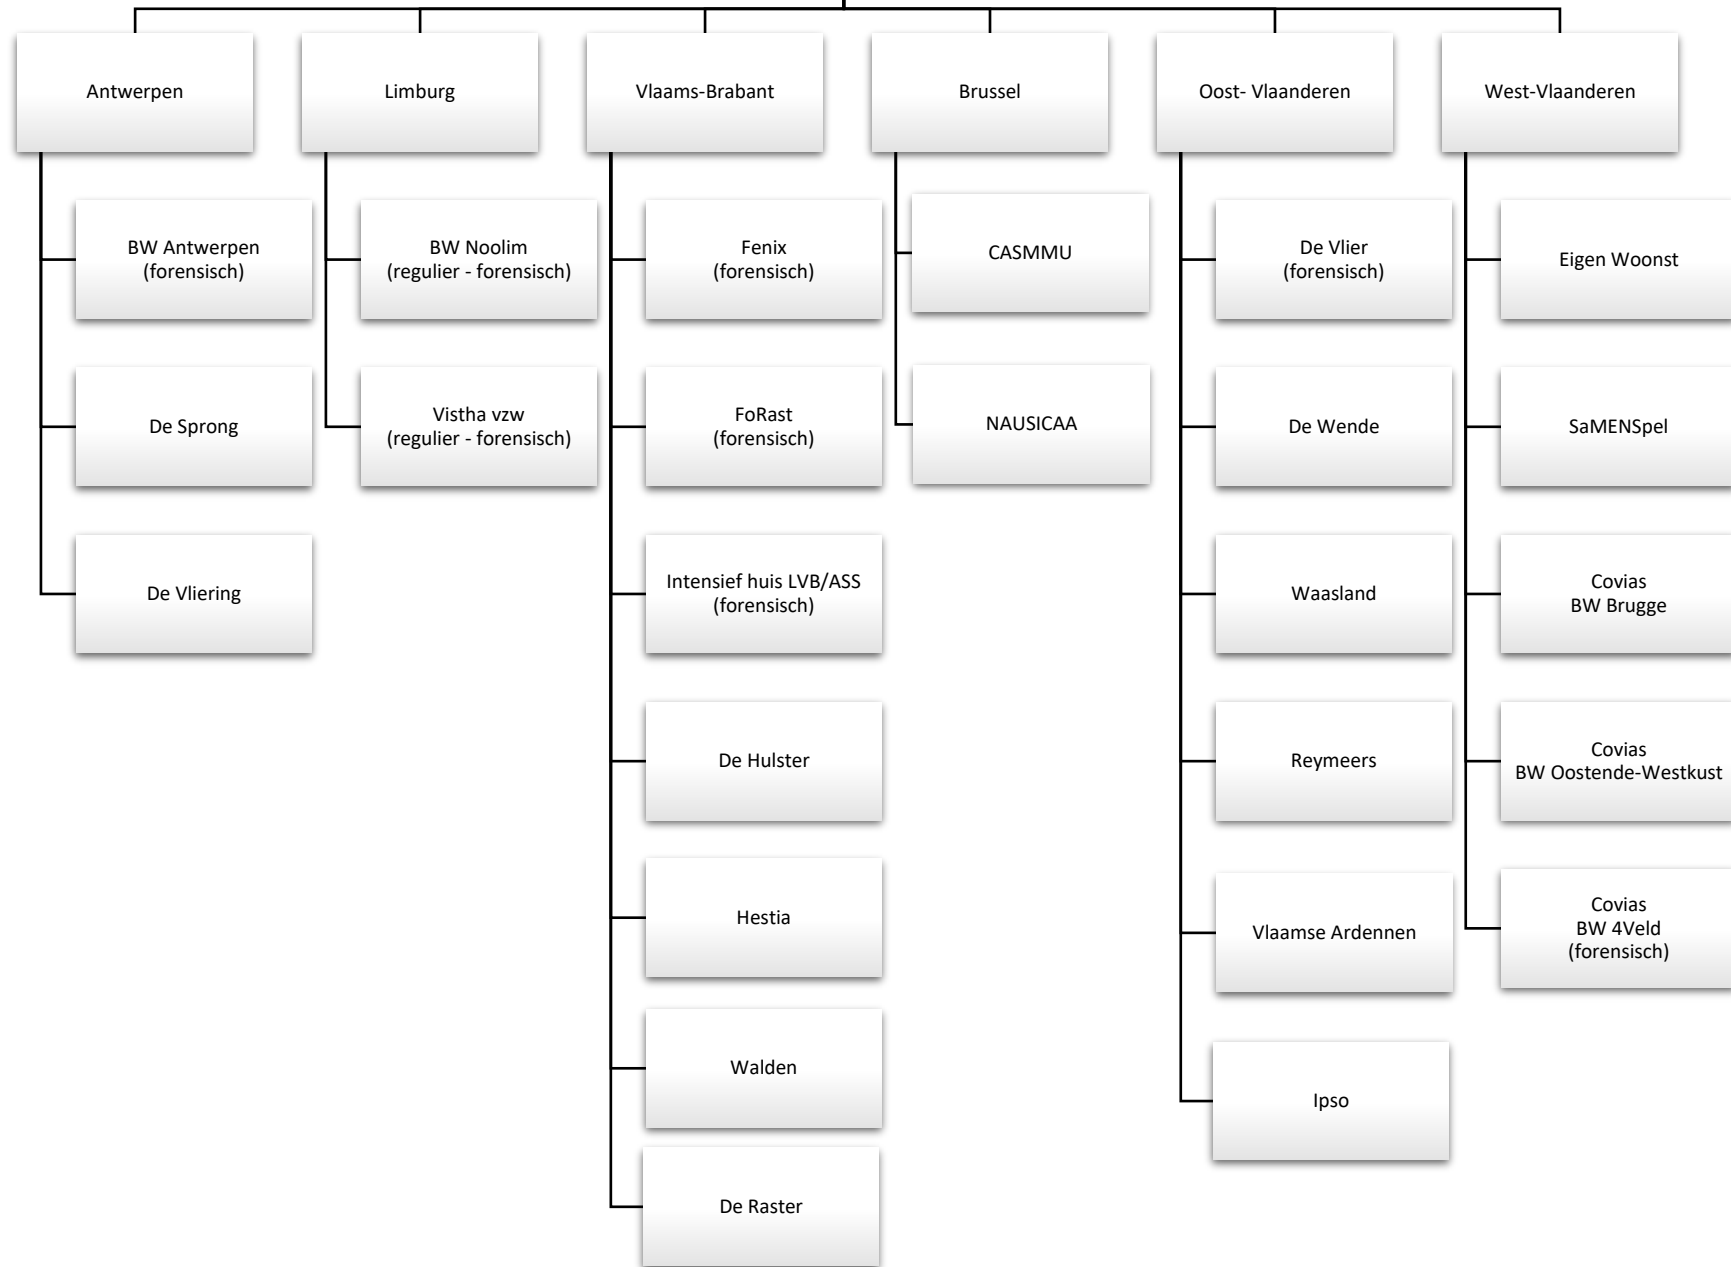 Antwerpen
Limburg
Vlaams-Brabant
Brussel
Oost- Vlaanderen
West-Vlaanderen
BW Antwerpen
(forensisch)
De Sprong
De Vliering
BW Noolim
(regulier - forensisch)
Vistha vzw
(regulier - forensisch)
Fenix
(forensisch)
FoRast
(forensisch)
Intensief huis LVB/ASS
(forensisch)
De Hulster
Hestia
Walden
De Raster
CASMMU
NAUSICAA
De Vlier
(forensisch)
De Wende
Waasland
Reymeers
Vlaamse Ardennen
Ipso
Eigen Woonst
SaMENSpel
Covias
BW Brugge
Covias
BW Oostende-Westkust
Covias
BW 4Veld
(forensisch)